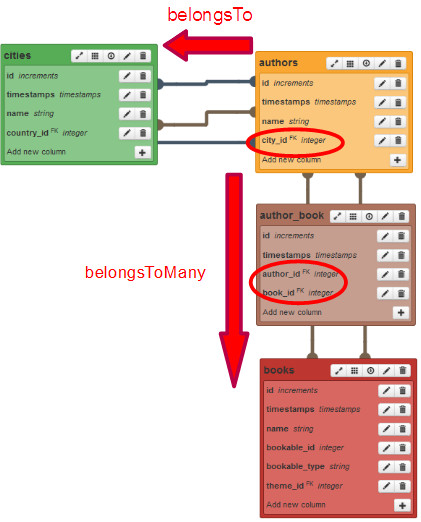 belongsTo
cities
id increments
timestamps timestamps
name string
country_id FK integer
Add new column
authors
id increments
timestamps timestamps
name string
city_id FK integer
Add new column
belongsToMany
author_book
id increments
timestamps timestamps
author_id FK integer
book_id FK integer
Add new column
books
id increments
timestamps timestamps
name string
bookable_id integer
bookable_type string
theme_id FK integer
Add new column